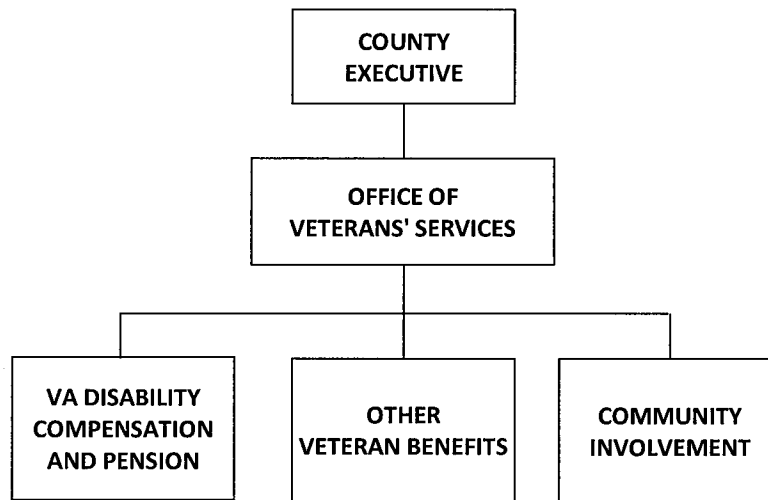 COUNTY
EXECUTIVE
OFFICE OF
VETERANS' SERVICES
VA DISABILITY
COMPENSATION
AND PENSION
OTHER
VETERAN BENEFITS
COMMUNITY
INVOLVEMENT